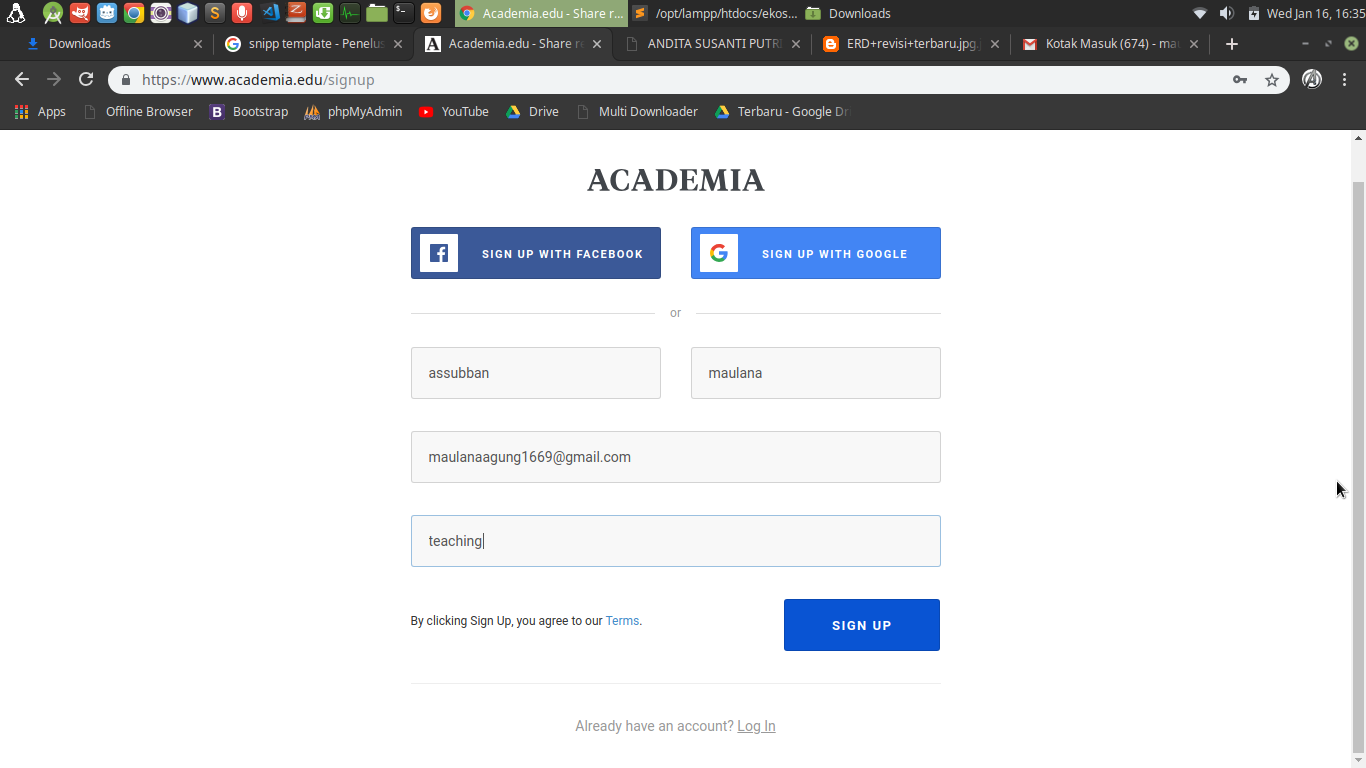 Academia.edu - Share r... /opt/lampp/htdocs/ekos... Downloads Wed Jan 16, 16:35
Downloads snipp template - Penelus Academia.edu - Share re ANDITA SUSANTI PUTRI ERD+revisi+terbaru.jpg. Kotak Masuk (674) - mau
https://www.academia.edu/signup
Apps Offline Browser Bootstrap phpMyAdmin YouTube Drive Multi Downloader Terbaru - Google Dr
ACADEMIA
SIGN UP WITH FACEBOOK SIGN UP WITH GOOGLE
or
assubban maulana
maulanaagung1669@gmail.com
teaching
By clicking Sign Up, you agree to our Terms. SIGN UP
Already have an account? Log In